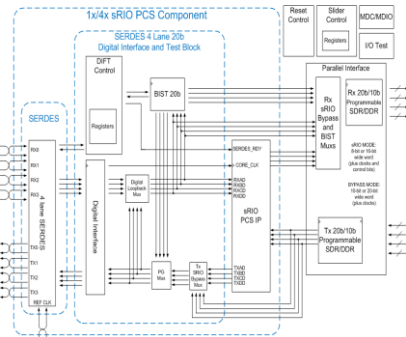 1x/4x sRIO PCS Component
SERDES 4 Lane 20b
Digital Interface and Test Block
DIFT
Control
Registers
BIST 20b
SERDES
RX0
RX1
RX2
RX3
4 lane SERDES
TX0
TX1
TX2
TX3
REF CLK
Digital Interface
Digital
Loopback
Mux
PG
Mux
Tx
SRIO
Bypass
Mux
SERDES_RDY
CORE_CLK
RXAD
RXBD
RXCD
RXDD
sRIO
PCS IP
TXAD
TXBD
TXCD
TXDD
Reset
Control
Slider
Control
Registers
MDC/MDIO
I/O Test
Parallel Interface
Rx
sRIO
Bypass
and
BIST
Muxs
Rx 20b/10b
Programmable
SDR/DDR
sRIO MODE:
8-bit or 16-bit
wide word
(plus clocks and
control bits)
BYPASS MODE:
10-bit or 20-bit
wide word
(plus clocks)
Tx 20b/10b
Programmable
SDR/DDR